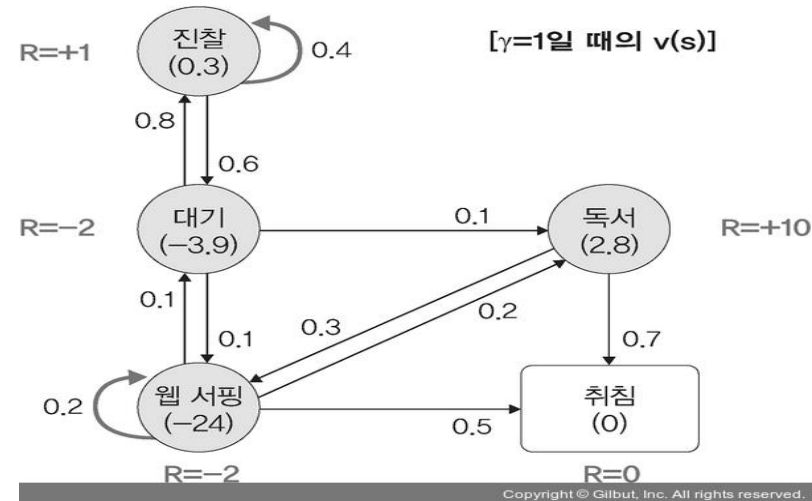 [γ=1일 때의 v(s)]
R=+1
진찰
(0.3)
0.4
0.8
0.6
R=−2
대기
(−3.9)
0.1
독서
(2.8)
R=+10
0.1
0.1
0.3
0.2
0.7
0.2
웹 서핑
(−24)
0.5
취침
(0)
R=−2
R=0
Copyright © Gilbut, Inc. All rights reserved.